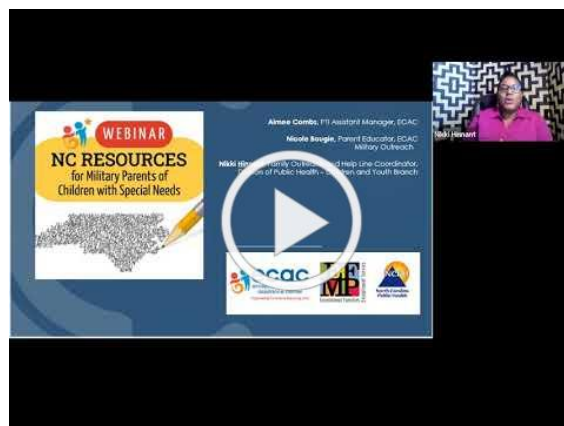 WEBINAR
NC RESOURCES
for Military Parents of
Children with Special Needs
Aimee Combs, PTI Assistant Manager, ECAC
Nicole Bougie, Parent Educator, ECAC
Military Outreach
Nikki Family Outreach and Help Line Coordinator,
of Public Health – Children and Youth Branch
ecac
EFMP
North Carolina
Public Health
Nikki Hinnant